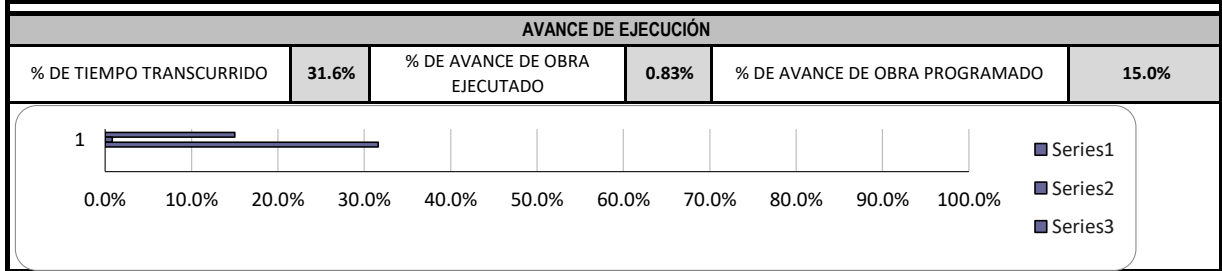 AVANCE DE EJECUCIÓN
% DE TIEMPO TRANSCURRIDO 31.6% % DE AVANCE DE OBRA EJECUTADO 0.83% % DE AVANCE DE OBRA PROGRAMADO 15.0%
1
0.0% 10.0% 20.0% 30.0% 40.0% 50.0% 60.0% 70.0% 80.0% 90.0% 100.0%
Series1
Series2
Series3